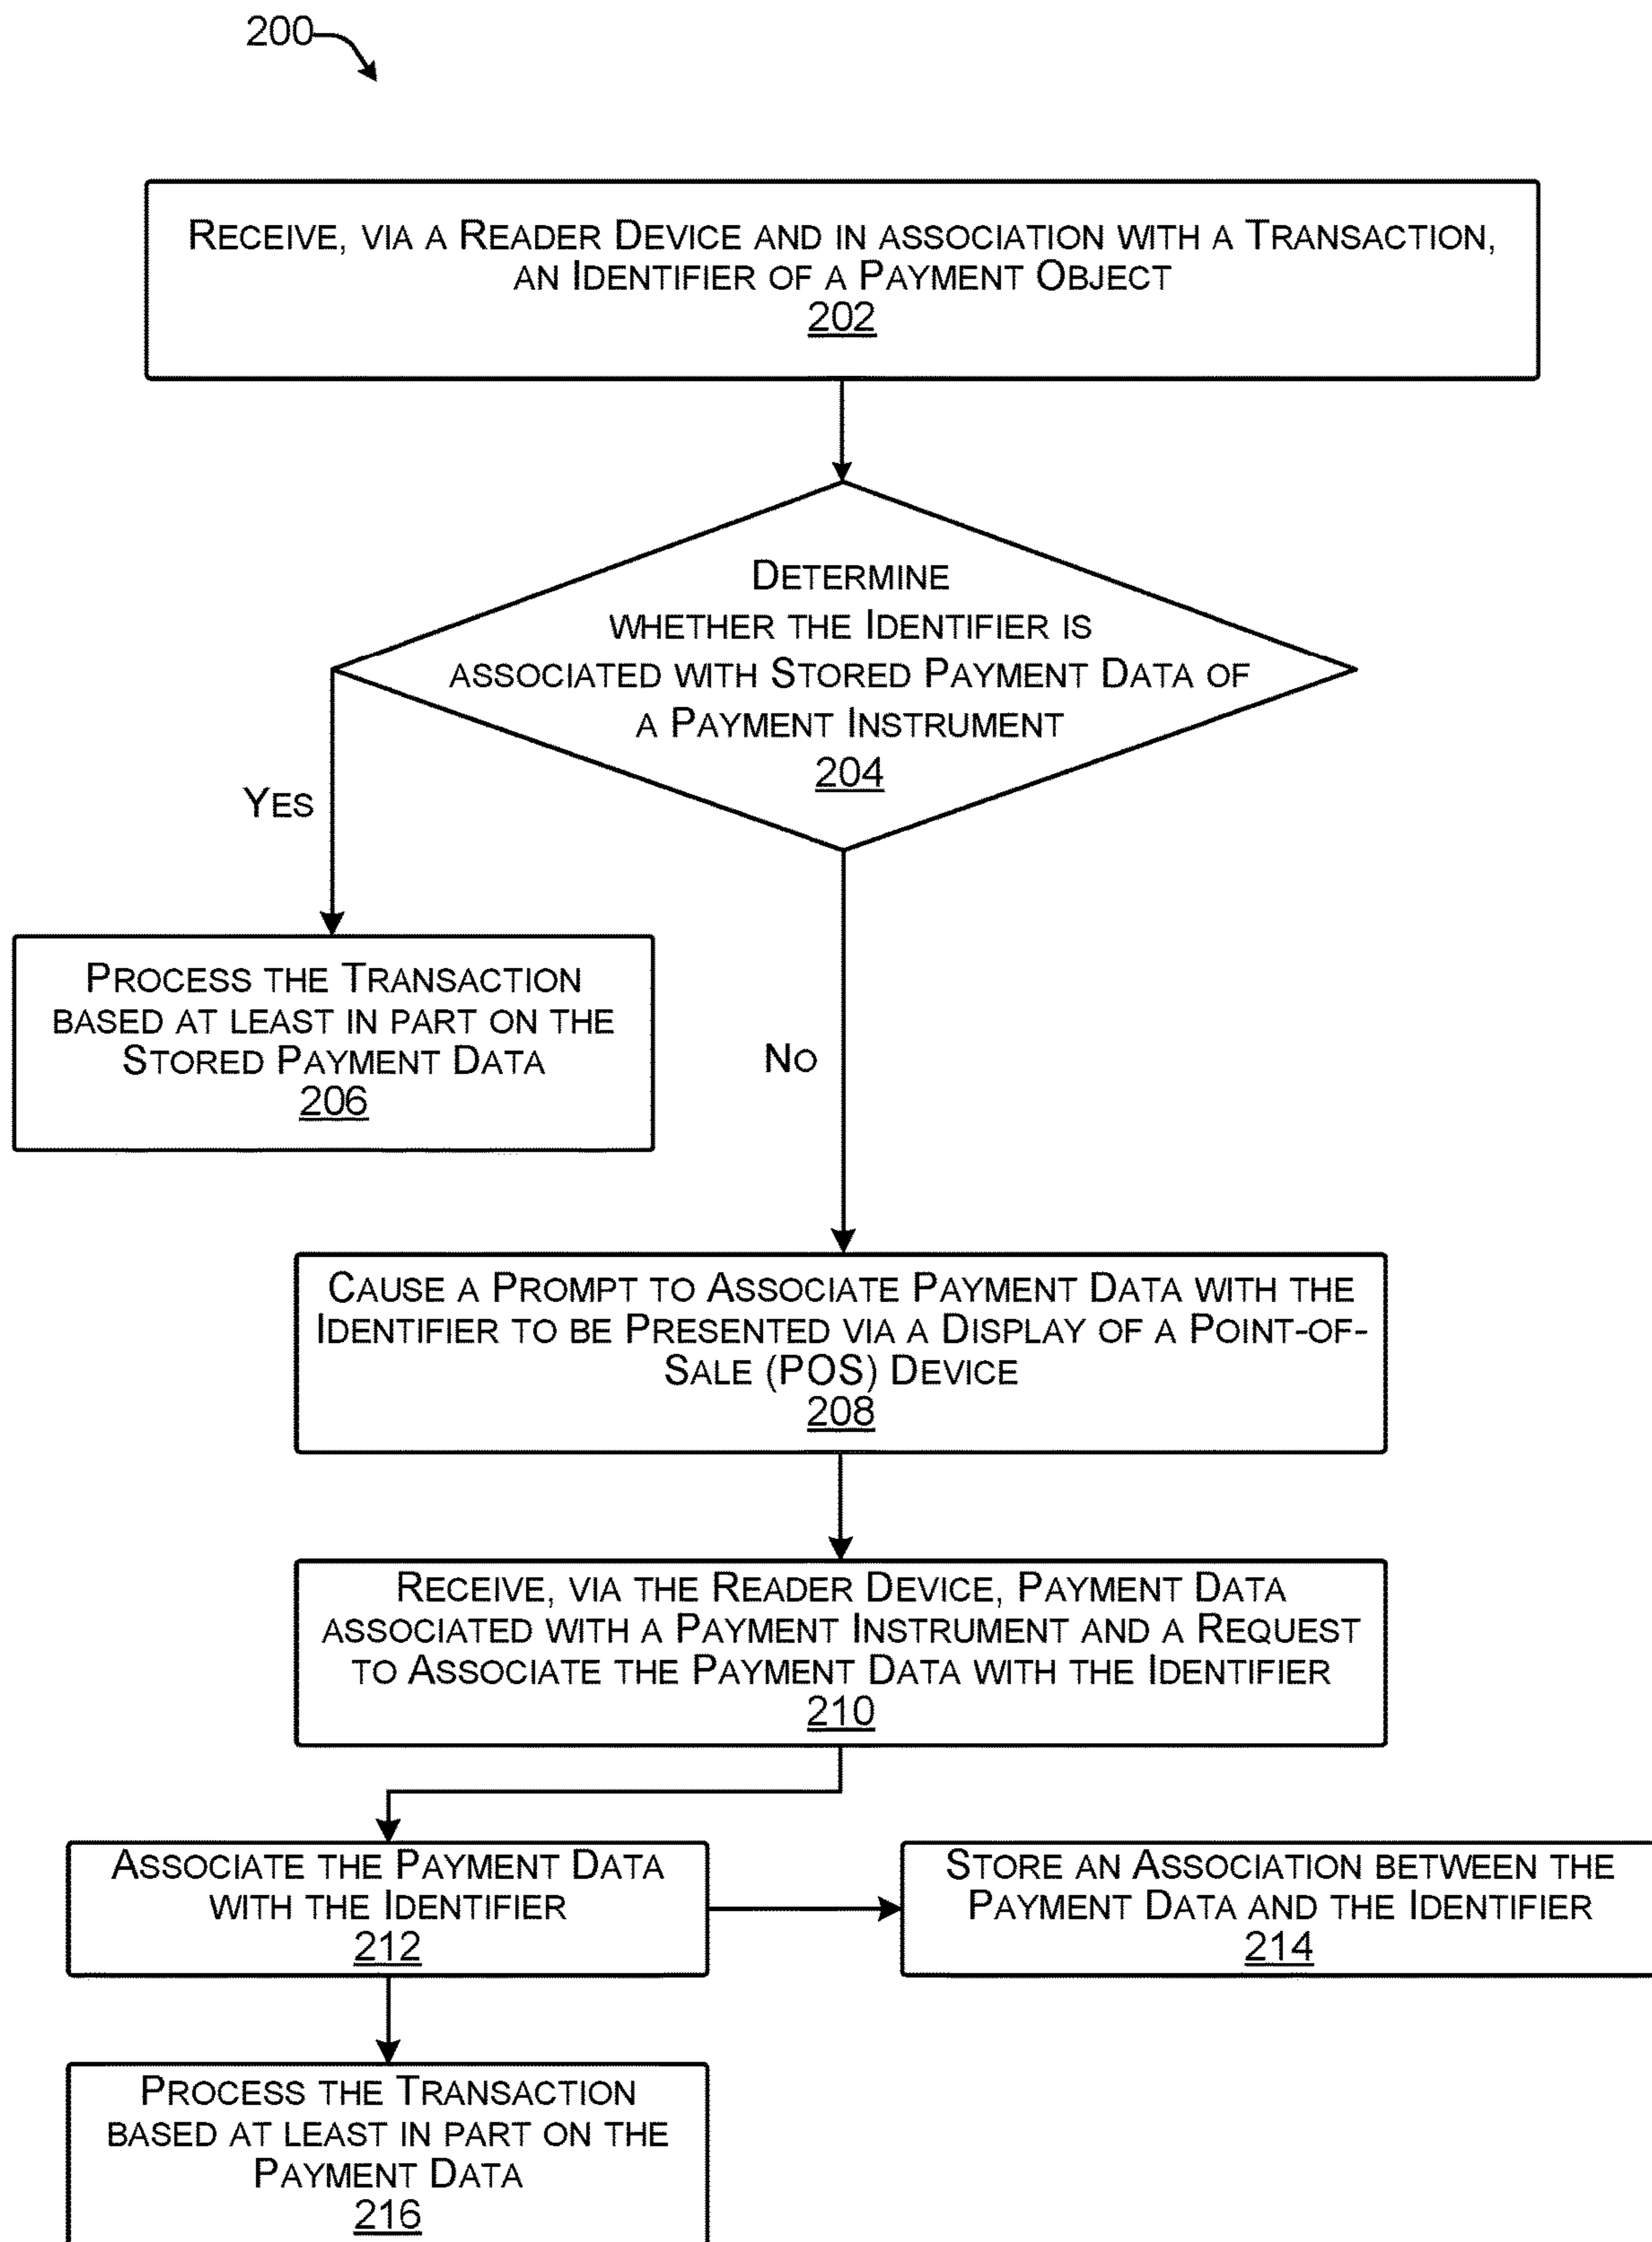 200
RECEIVE, VIA A READER DEVICE AND IN ASSOCIATION WITH A TRANSACTION,
AN IDENTIFIER OF A PAYMENT OBJECT
202
DETERMINE
WHETHER THE IDENTIFIER IS
ASSOCIATED WITH STORED PAYMENT DATA OF
A PAYMENT INSTRUMENT
204
YES
PROCESS THE TRANSACTION
BASED AT LEAST IN PART ON THE
STORED PAYMENT DATA
206
NO
CAUSE A PROMPT TO ASSOCIATE PAYMENT DATA WITH THE
IDENTIFIER TO BE PRESENTED VIA A DISPLAY OF A POINT-OF-
SALE (POS) DEVICE
208
RECEIVE, VIA THE READER DEVICE, PAYMENT DATA
ASSOCIATED WITH A PAYMENT INSTRUMENT AND A REQUEST
TO ASSOCIATE THE PAYMENT DATA WITH THE IDENTIFIER
210
ASSOCIATE THE PAYMENT DATA
WITH THE IDENTIFIER
212
STORE AN ASSOCIATION BETWEEN THE
PAYMENT DATA AND THE IDENTIFIER
214
PROCESS THE TRANSACTION
BASED AT LEAST IN PART ON THE
PAYMENT DATA
216